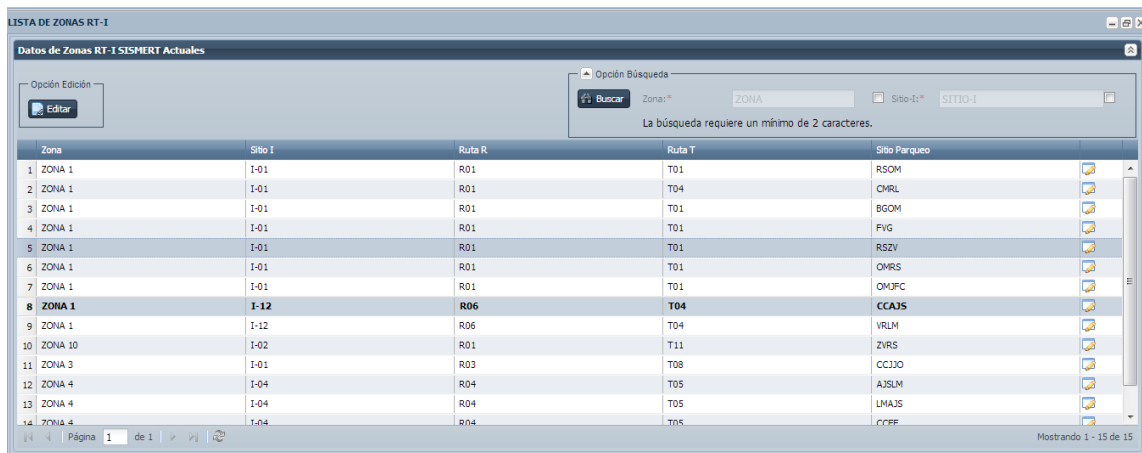 LISTA DE ZONAS RT-I
Datos de Zonas RT-I SISMERT Actuales
Opción Edición
Editar
Opción Búsqueda
Buscar Zona:* ZONA Sitio-I:* SITIO-I
La búsqueda requiere un mínimo de 2 caracteres.
Zona Sitio I Ruta R Ruta T Sitio Parqueo
1 ZONA 1 I-01 R01 T01 RSOM
2 ZONA 1 I-01 R01 T04 CMRL
3 ZONA 1 I-01 R01 T01 BGOM
4 ZONA 1 I-01 R01 T01 FVG
5 ZONA 1 I-01 R01 T01 RSZV
6 ZONA 1 I-01 R01 T01 OMRS
7 ZONA 1 I-01 R01 T01 OMJFC
8 ZONA 1 I-12 R06 T04 CCAJS
9 ZONA 1 I-12 R06 T04 VRLM
10 ZONA 10 I-02 R01 T11 ZVRS
11 ZONA 3 I-01 R03 T08 CCJJO
12 ZONA 4 I-04 R04 T05 AJSLM
13 ZONA 4 I-04 R04 T05 LMAJS
14 ZONA 4 I-04 R04 T05 CCFF
Página 1 de 1 Mostrando 1 - 15 de 15